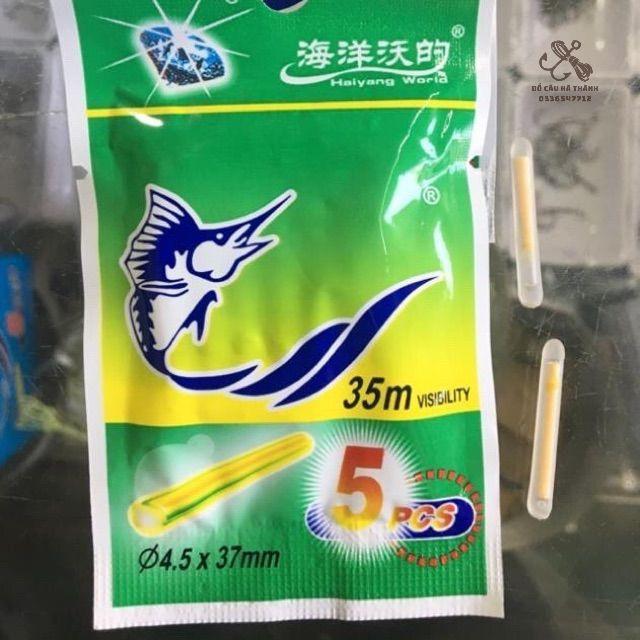 海洋沃的®
Haiyang World
ĐỒ CÂU HÀ THÀNH
0336547712
®
35m VISIBILITY
5 PCS
Ø4.5 x 37mm